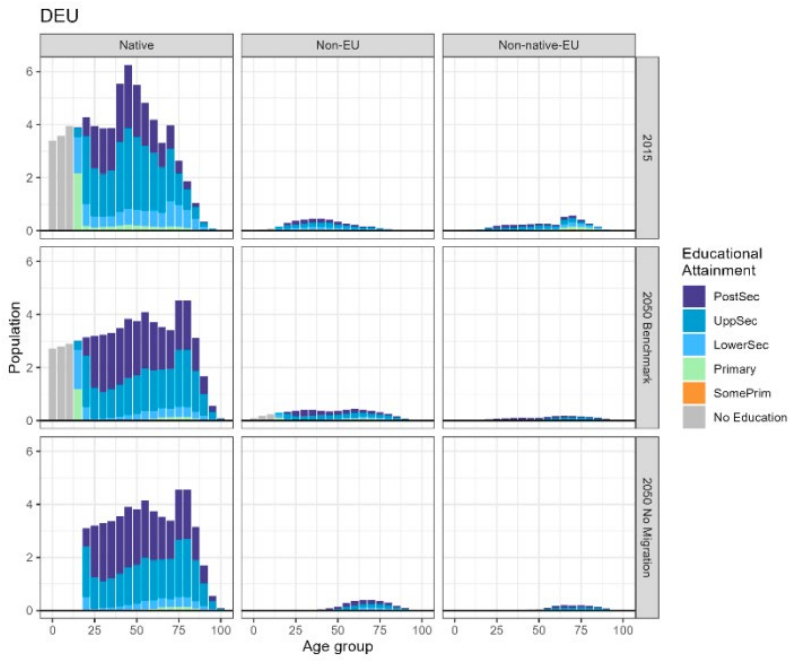 DEU
Native Non-EU Non-native-EU
6
4
2
0
2015
6
4
2
0
2050 Benchmark
6
4
2
0
2050 No Migration
0 25 50 75 100 0 25 50 75 100 0 25 50 75 100
Age group
Population
Educational
Attainment
PostSec
UppSec
LowerSec
Primary
SomePrim
No Education